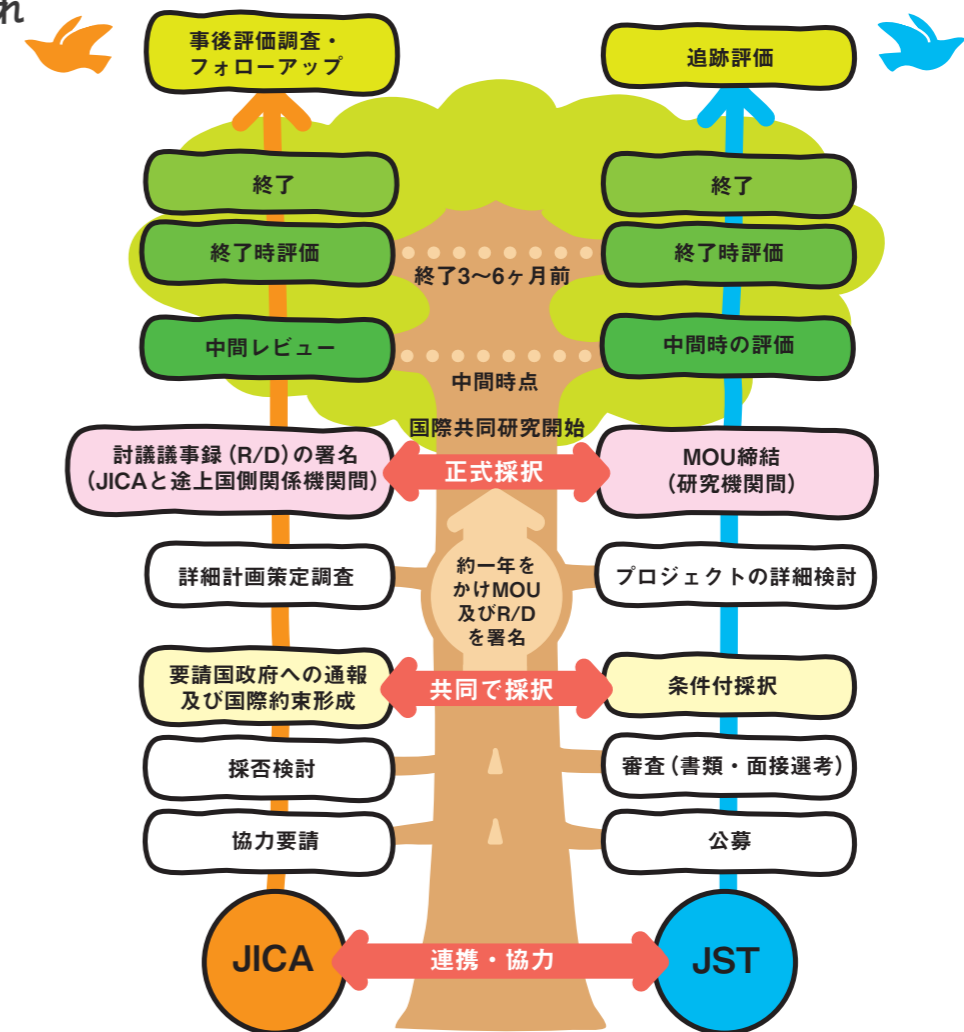 れ
事後評価調査・
フォローアップ
追跡評価
終了
終了
終了時評価
終了3〜6ヶ月前
終了時評価
中間レビュー
中間時点
中間時の評価
国際共同研究開始
討議議事録(R/D)の署名
(JICAと途上国側関係機関間)
正式採択
MOU締結
(研究機関間)
詳細計画策定調査
約一年を
かけMOU
及びR/D
を署名
プロジェクトの詳細検討
要請国政府への通報
及び国際約束形成
共同で採択
条件付採択
採否検討
審査(書類・面接選考)
協力要請
公募
JICA
連携・協力
JST